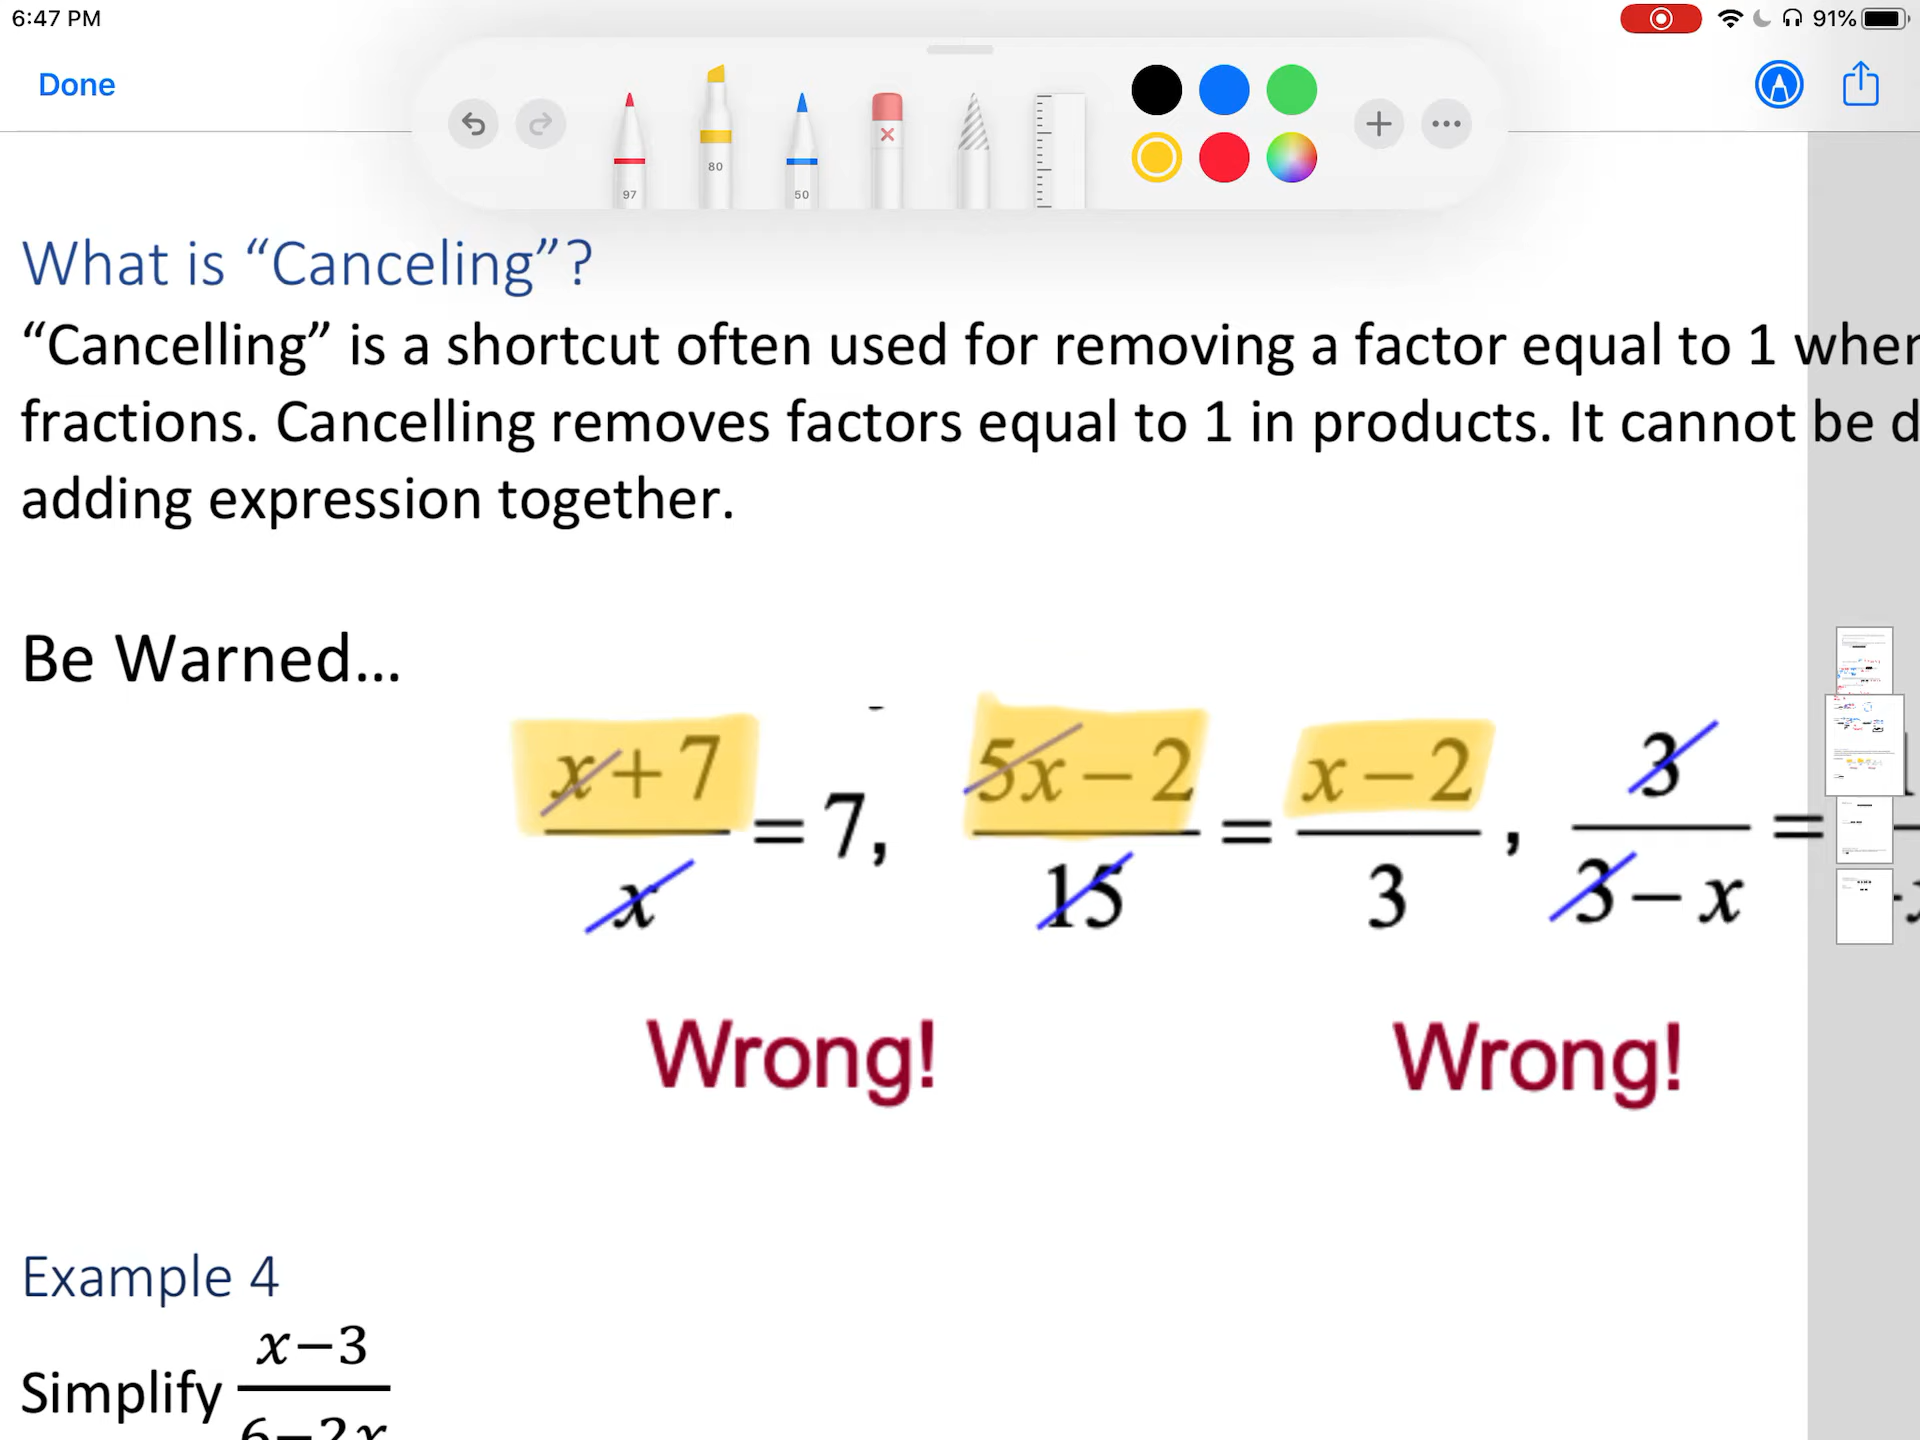 6:47 PM
91%
Done
97
80
50
What is “Canceling”?
“Cancelling” is a shortcut often used for removing a factor equal to 1 when
fractions. Cancelling removes factors equal to 1 in products. It cannot be d
adding expression together.
Be Warned...
x + 7 / x = 7, 5x − 2 / 15 = x − 2 / 3 , 3 / 3 − x =
Wrong! Wrong!
Example 4
Simplify x−3 / 6−2x